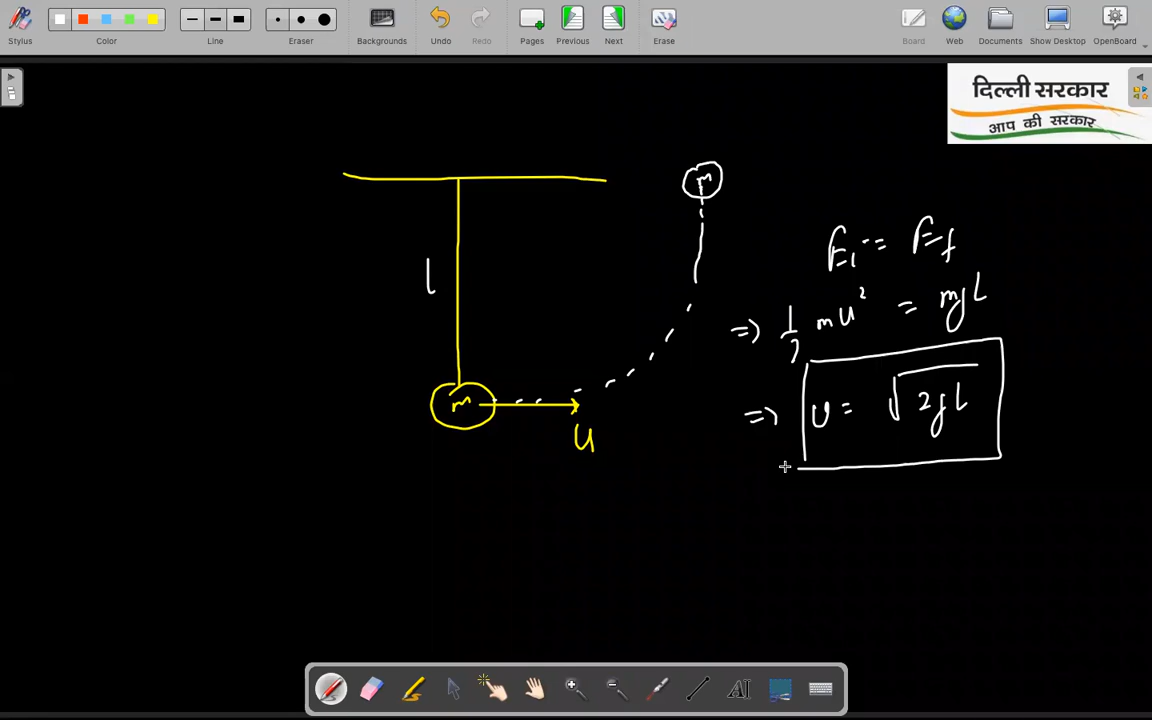 Stylus
Color
Line
Eraser
Backgrounds
Undo
Redo
Pages
Previous
Next
Erase
Board
Web
Documents
Show Desktop
OpenBoard
दिल्ली सरकार
आप की सरकार
m
l
m
u
Ei = Ef
=> 1/2 mu² = mgl
=> u = √2gl
AI